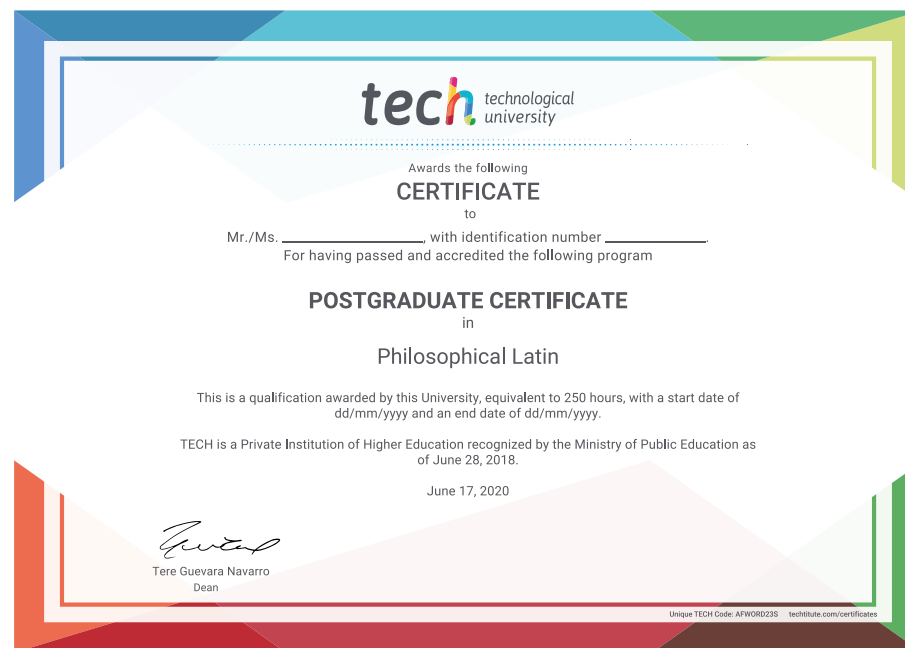 tech technological
university
Awards the following
CERTIFICATE
to
Mr./Ms. ____________________, with identification number ______________.
For having passed and accredited the following program
POSTGRADUATE CERTIFICATE
in
Philosophical Latin
This is a qualification awarded by this University, equivalent to 250 hours, with a start date of
dd/mm/yyyy and an end date of dd/mm/yyyy.
TECH is a Private Institution of Higher Education recognized by the Ministry of Public Education as
of June 28, 2018.
June 17, 2020
Tere Guevara Navarro
Dean
Unique TECH Code: AFWORD23S techtitute.com/certificates